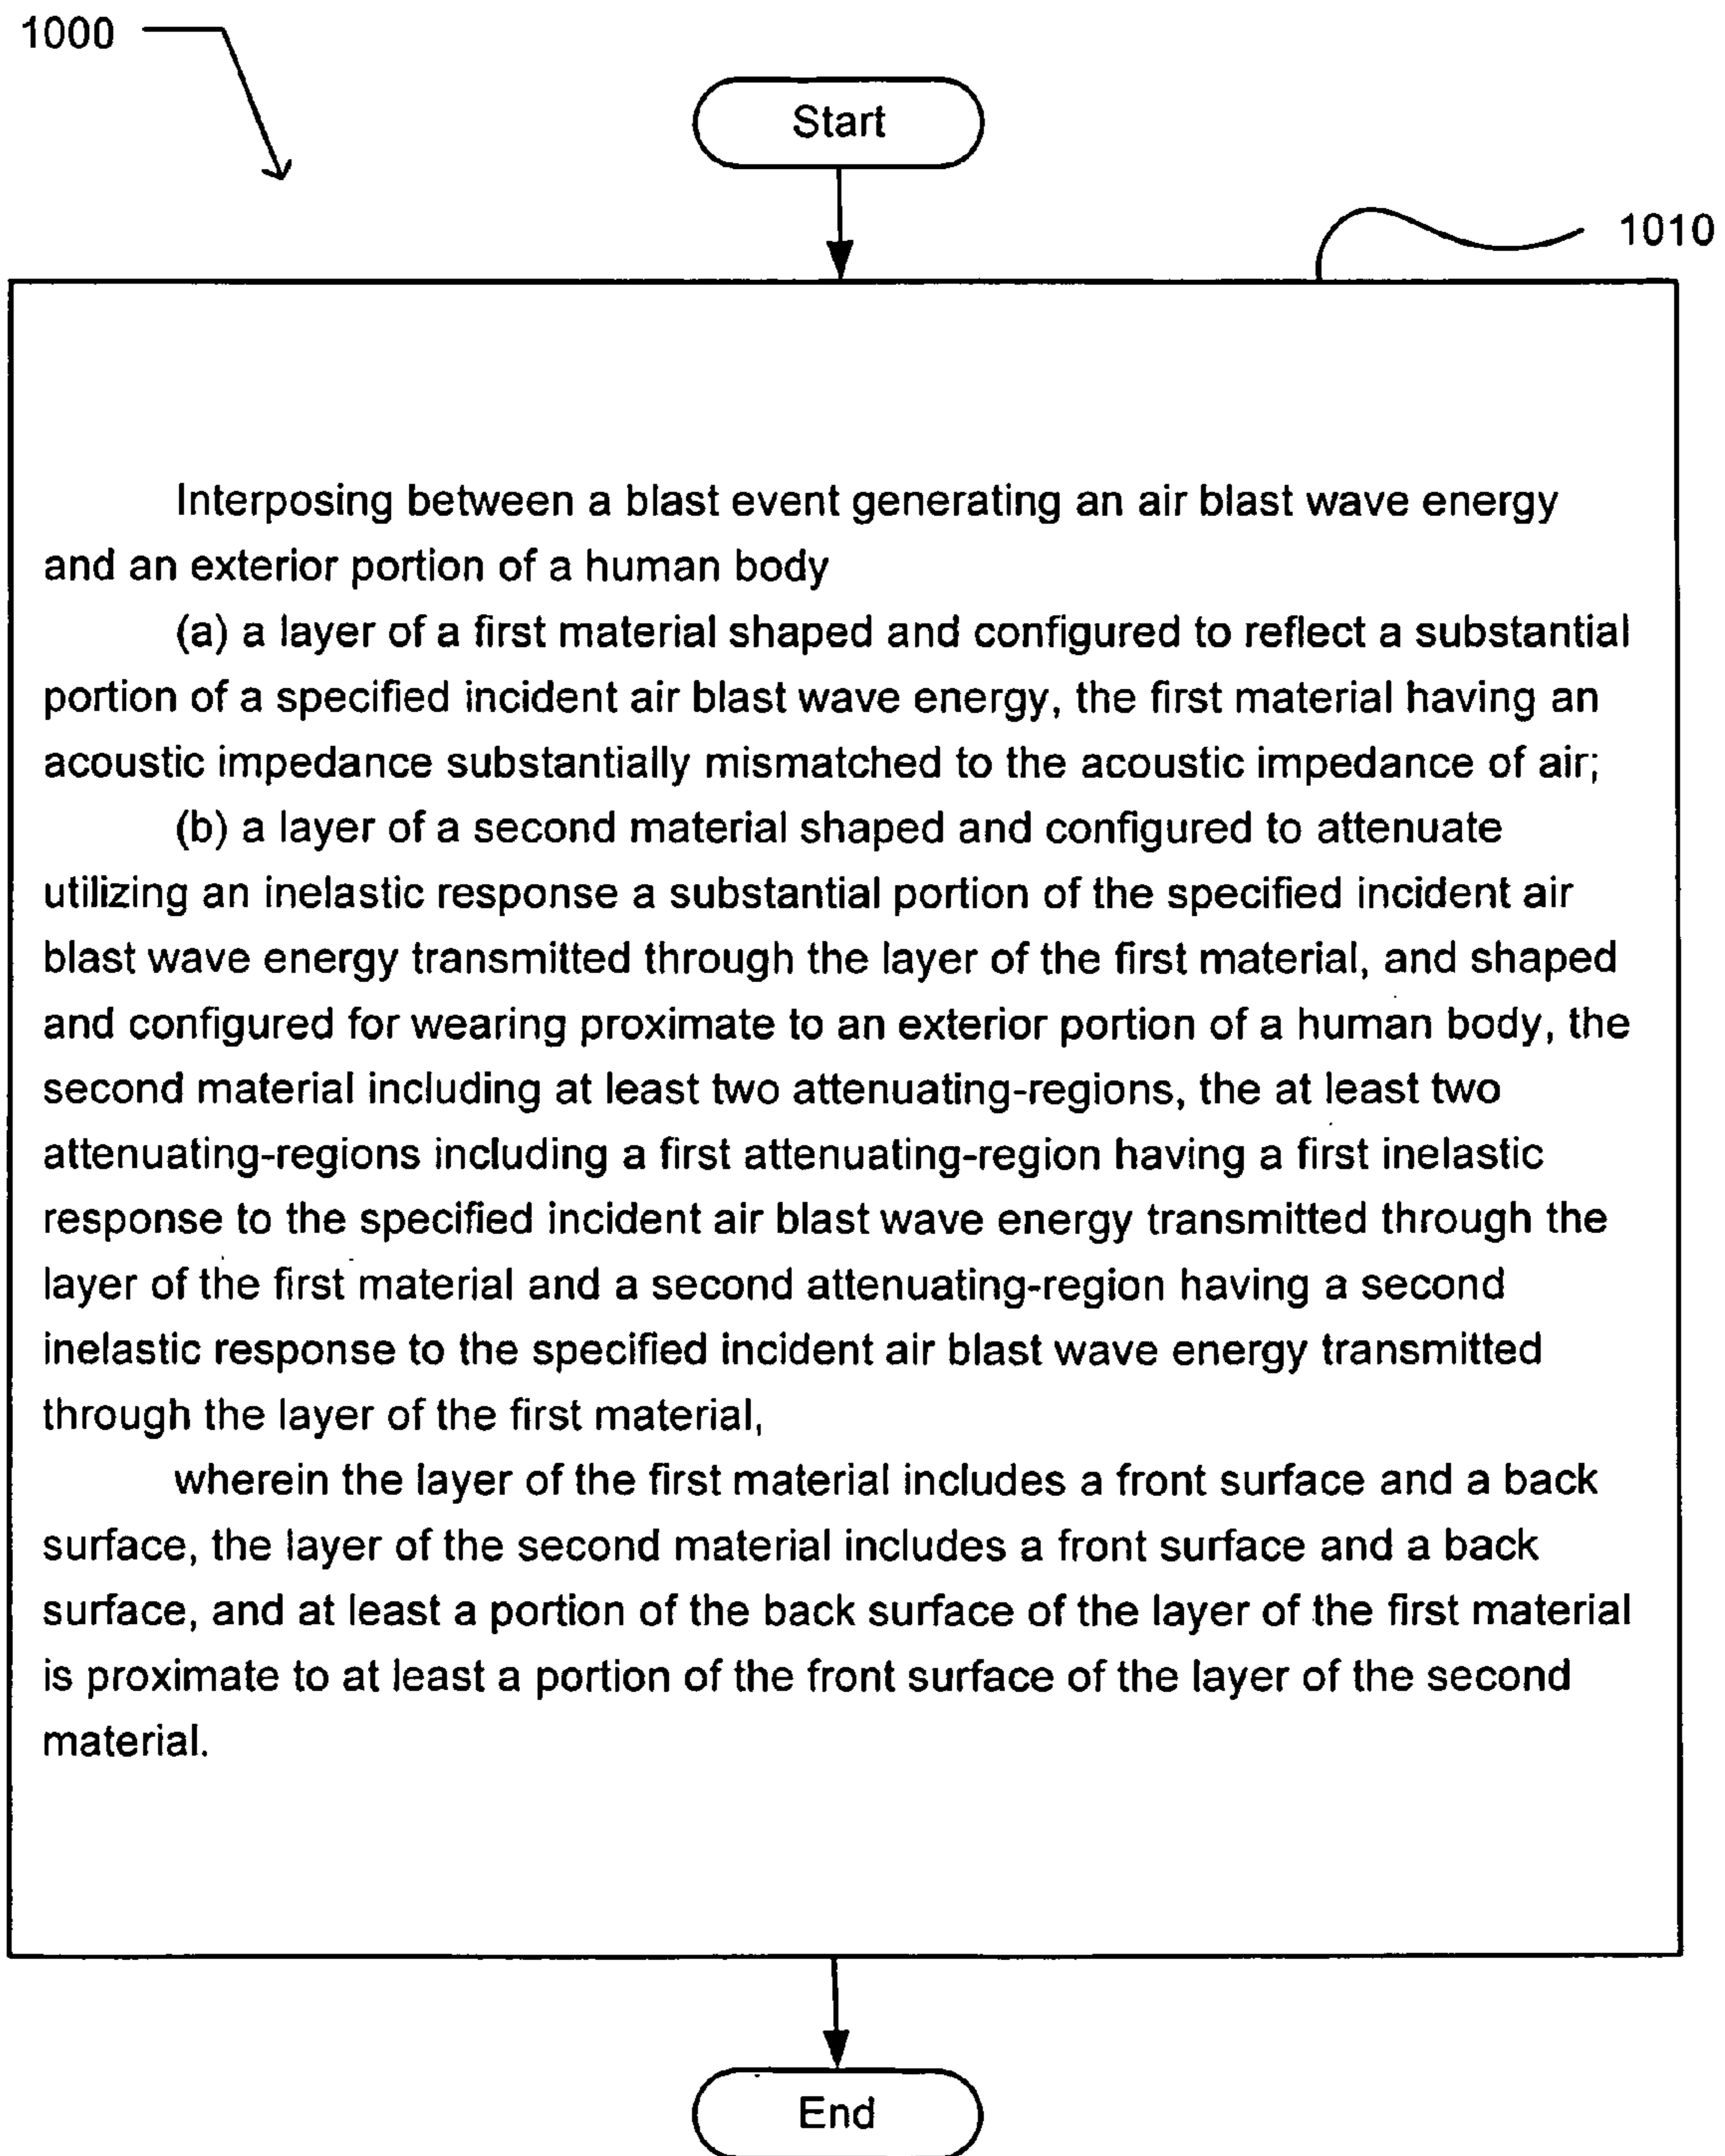 1000
Start
1010
Interposing between a blast event generating an air blast wave energy
and an exterior portion of a human body
(a) a layer of a first material shaped and configured to reflect a substantial
portion of a specified incident air blast wave energy, the first material having an
acoustic impedance substantially mismatched to the acoustic impedance of air;
(b) a layer of a second material shaped and configured to attenuate
utilizing an inelastic response a substantial portion of the specified incident air
blast wave energy transmitted through the layer of the first material, and shaped
and configured for wearing proximate to an exterior portion of a human body, the
second material including at least two attenuating-regions, the at least two
attenuating-regions including a first attenuating-region having a first inelastic
response to the specified incident air blast wave energy transmitted through the
layer of the first material and a second attenuating-region having a second
inelastic response to the specified incident air blast wave energy transmitted
through the layer of the first material,
wherein the layer of the first material includes a front surface and a back
surface, the layer of the second material includes a front surface and a back
surface, and at least a portion of the back surface of the layer of the first material
is proximate to at least a portion of the front surface of the layer of the second
material.
End